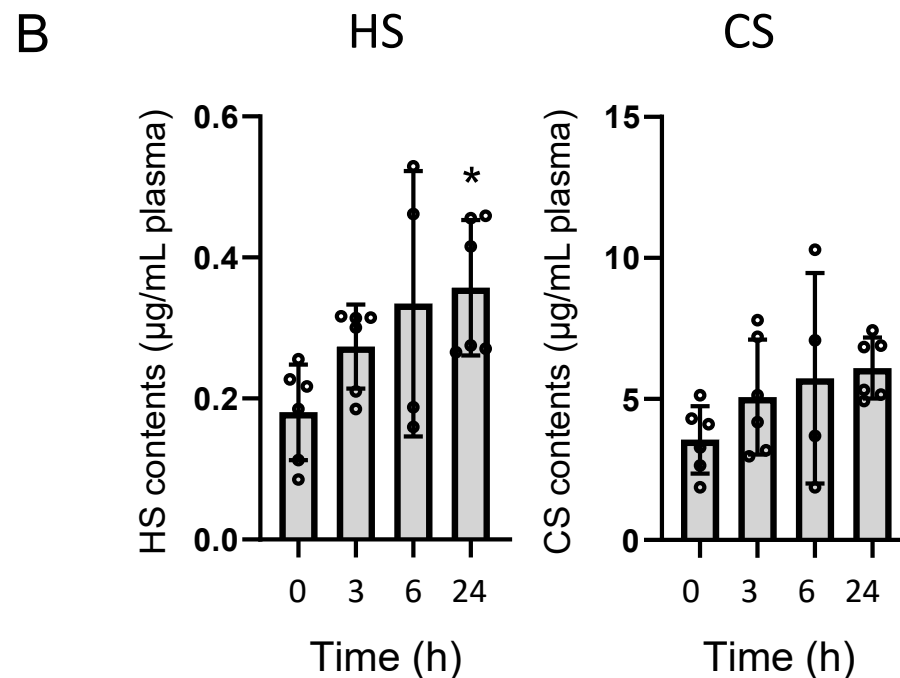 B
HS
CS
HS contents (µg/mL plasma)
0.6
0.4
0.2
0.0
*
0 3 6 24
Time (h)
CS contents (µg/mL plasma)
15
10
5
0
0 3 6 24
Time (h)